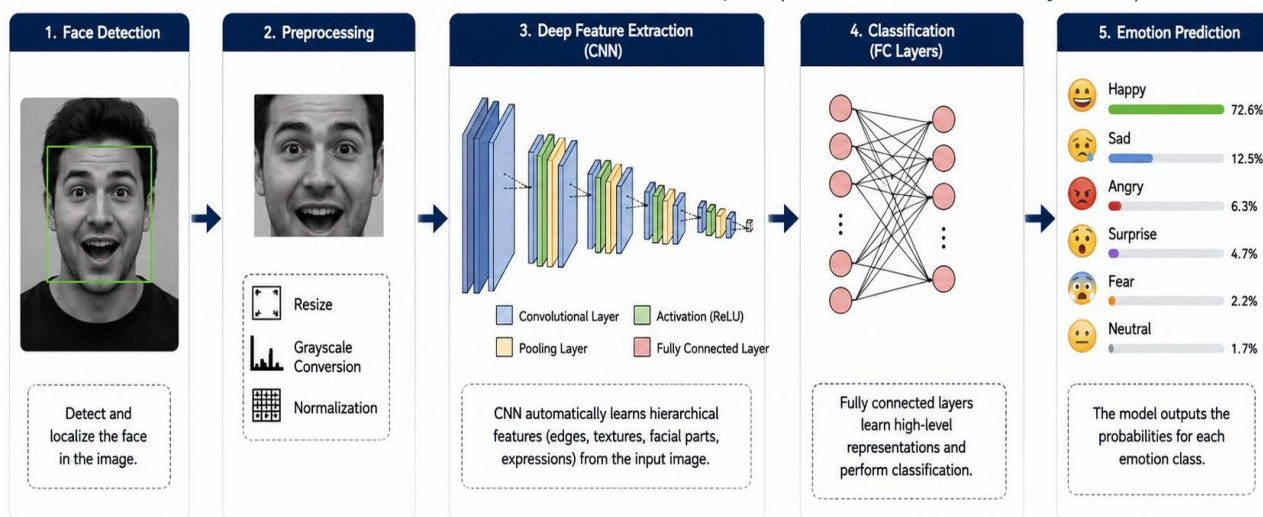 1. Face Detection
Detect and
localize the face
in the image.
2. Preprocessing
Resize
Grayscale
Conversion
Normalization
3. Deep Feature Extraction
(CNN)
Convolutional Layer
Activation (ReLU)
Pooling Layer
Fully Connected Layer
CNN automatically learns hierarchical
features (edges, textures, facial parts,
expressions) from the input image.
4. Classification
(FC Layers)
Fully connected layers
learn high-level
representations and
perform classification.
5. Emotion Prediction
Happy
72.6%
Sad
12.5%
Angry
6.3%
Surprise
4.7%
Fear
2.2%
Neutral
1.7%
The model outputs the
probabilities for each
emotion class.